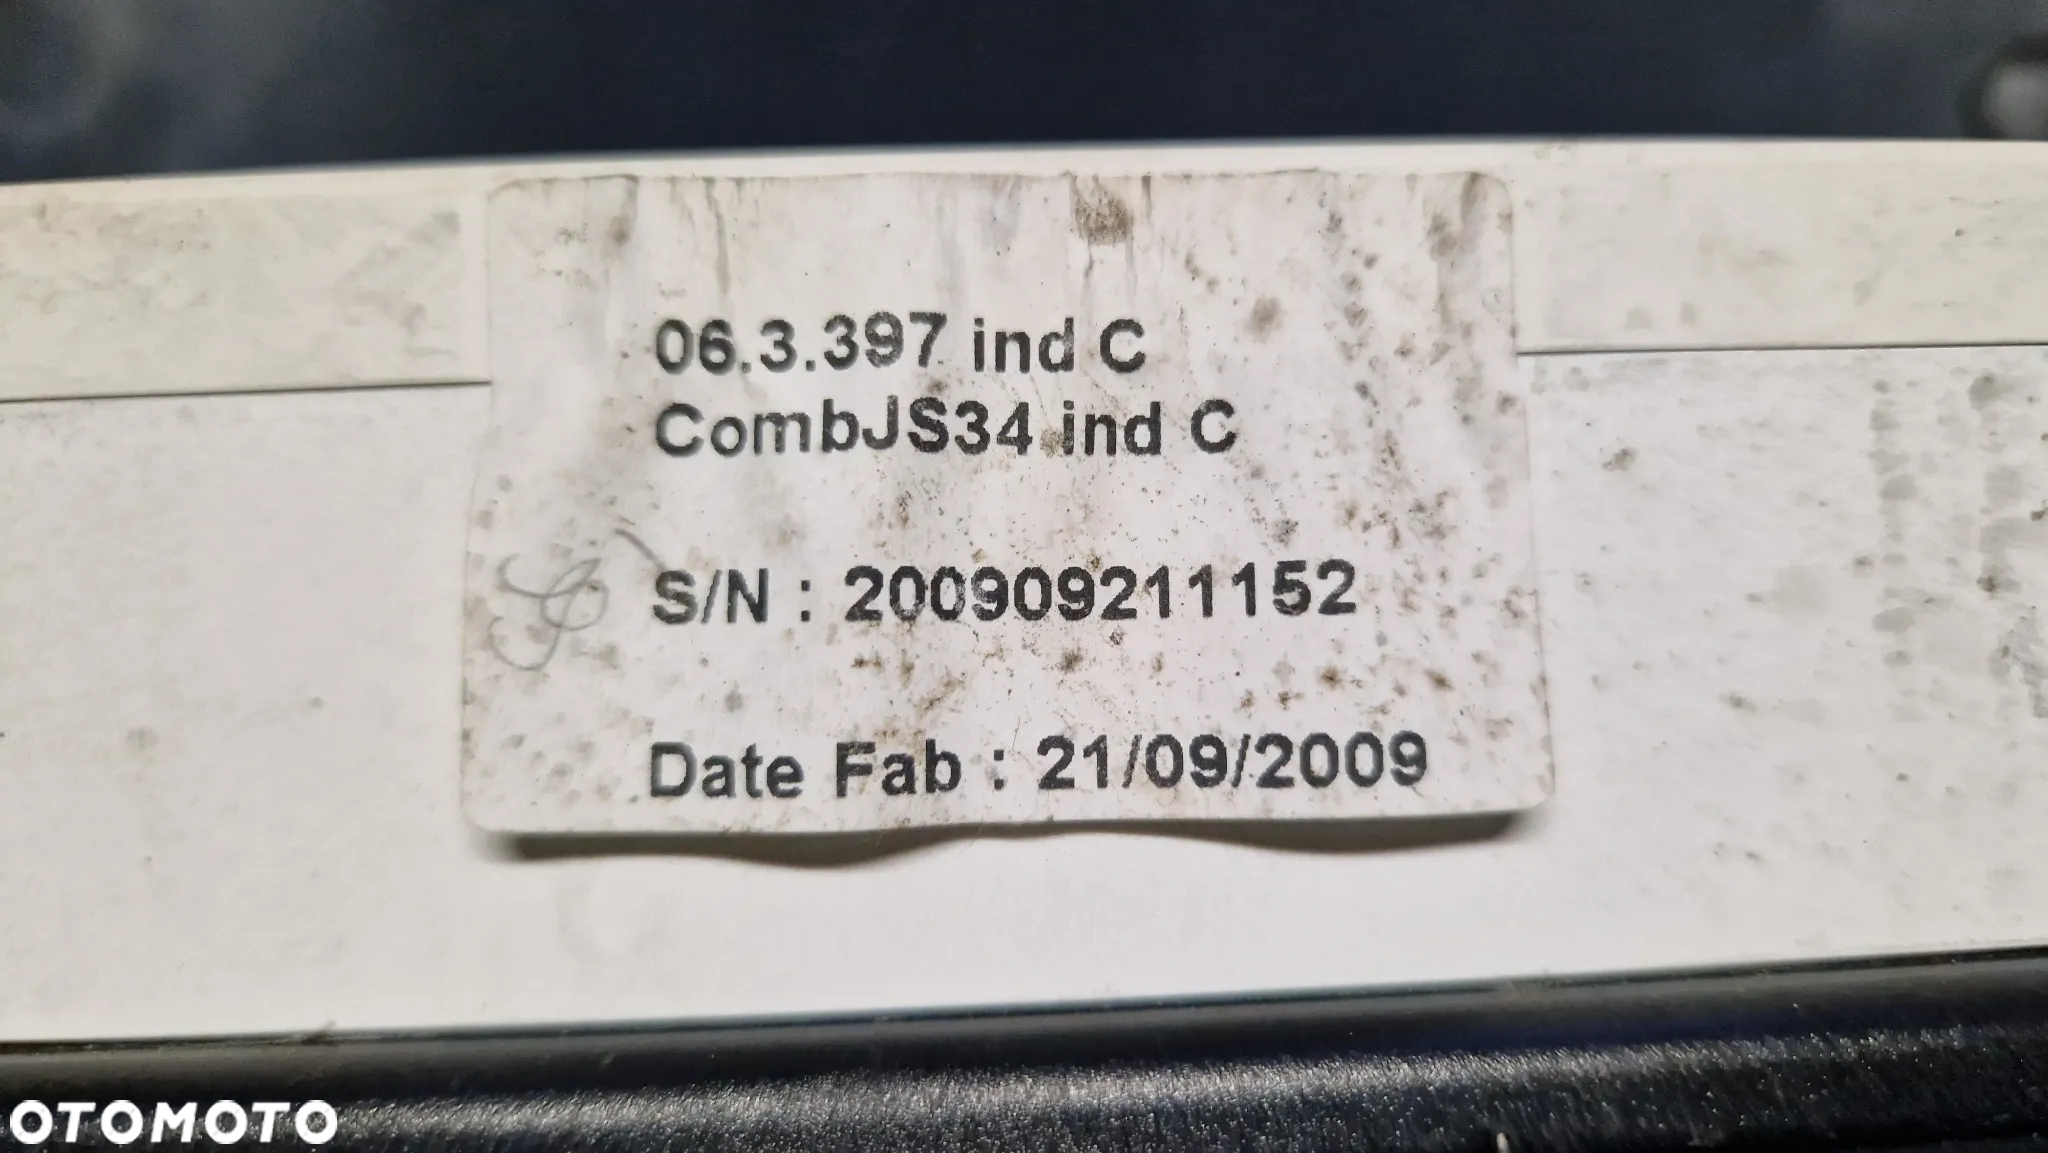 06.3.397 ind C
CombJS34 ind C
S/N : 200909211152
Date Fab : 21/09/2009
OTOMOTO